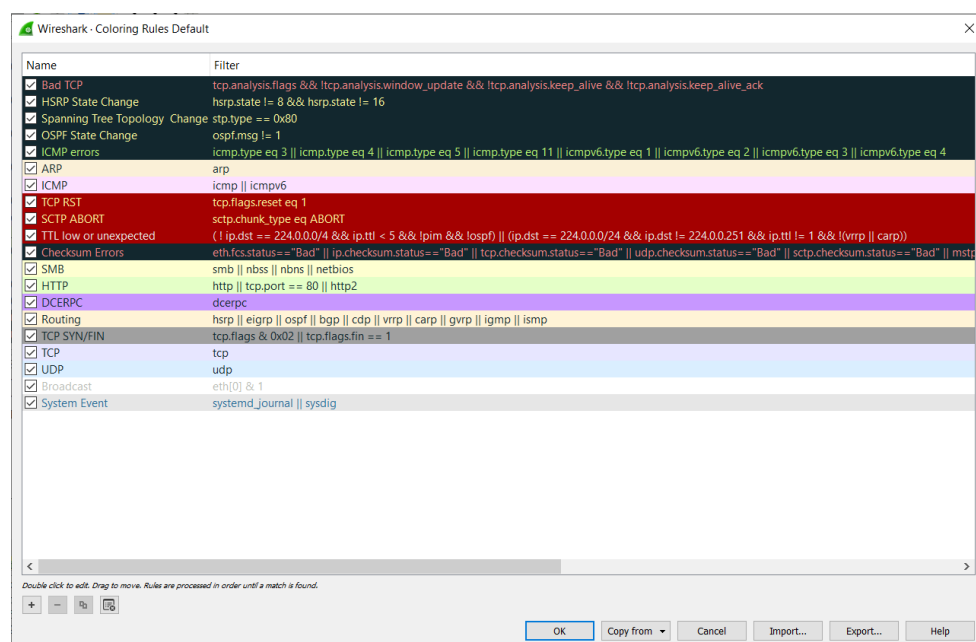 Wireshark · Coloring Rules Default
Name Filter
Bad TCP tcp.analysis.flags && !tcp.analysis.window_update && !tcp.analysis.keep_alive && !tcp.analysis.keep_alive_ack
HSRP State Change hsrp.state != 8 && hsrp.state != 16
Spanning Tree Topology Change stp.type == 0x80
OSPF State Change ospf.msg != 1
ICMP errors icmp.type eq 3 || icmp.type eq 4 || icmp.type eq 5 || icmp.type eq 11 || icmpv6.type eq 1 || icmpv6.type eq 2 || icmpv6.type eq 3 || icmpv6.type eq 4
ARP arp
ICMP icmp || icmpv6
TCP RST tcp.flags.reset eq 1
SCTP ABORT sctp.chunk_type eq ABORT
TTL low or unexpected ( ! ip.dst == 224.0.0.0/4 && ip.ttl < 5 && !pim && !ospf) || (ip.dst == 224.0.0.0/24 && ip.dst != 224.0.0.251 && ip.ttl != 1 && !(vrrp || carp))
Checksum Errors eth.fcs.status=="Bad" || ip.checksum.status=="Bad" || tcp.checksum.status=="Bad" || udp.checksum.status=="Bad" || sctp.checksum.status=="Bad" || mstp
SMB smb || nbss || nbns || netbios
HTTP http || tcp.port == 80 || http2
DCERPC dcerpc
Routing hsrp || eigrp || ospf || bgp || cdp || vrrp || carp || gvrp || igmp || ismp
TCP SYN/FIN tcp.flags & 0x02 || tcp.flags.fin == 1
TCP tcp
UDP udp
Broadcast eth[0] & 1
System Event systemd_journal || sysdig
Double click to edit. Drag to move. Rules are processed in order until a match is found.
OK Copy from Cancel Import... Export... Help